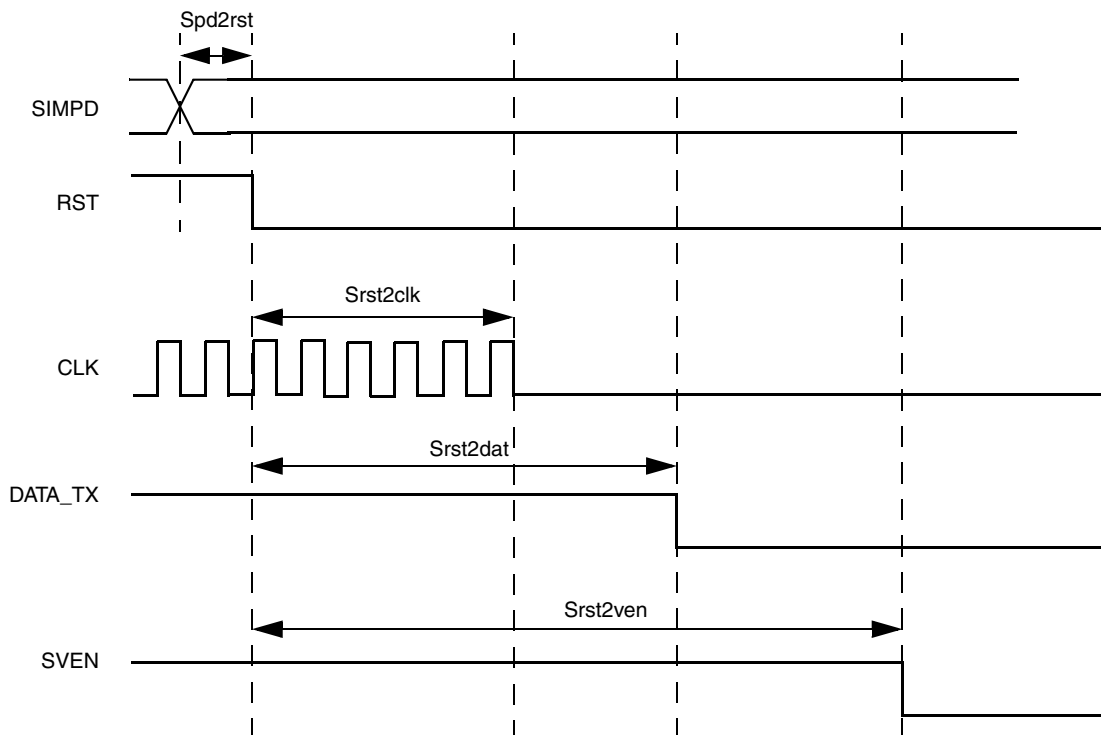 Spd2rst
SIMPD
RST
Srst2clk
CLK
Srst2dat
DATA_TX
Srst2ven
SVEN